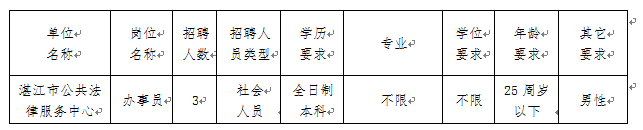 单位 岗位 招聘 招聘人 学历 专业 学位 年龄 其它
名称 名称 人数 员类型 要求 要求 要求 要求
湛江市公共法 办事员 3 社会 全日制 不限 不限 25 周岁 男性
律服务中心 人员 本科 以下